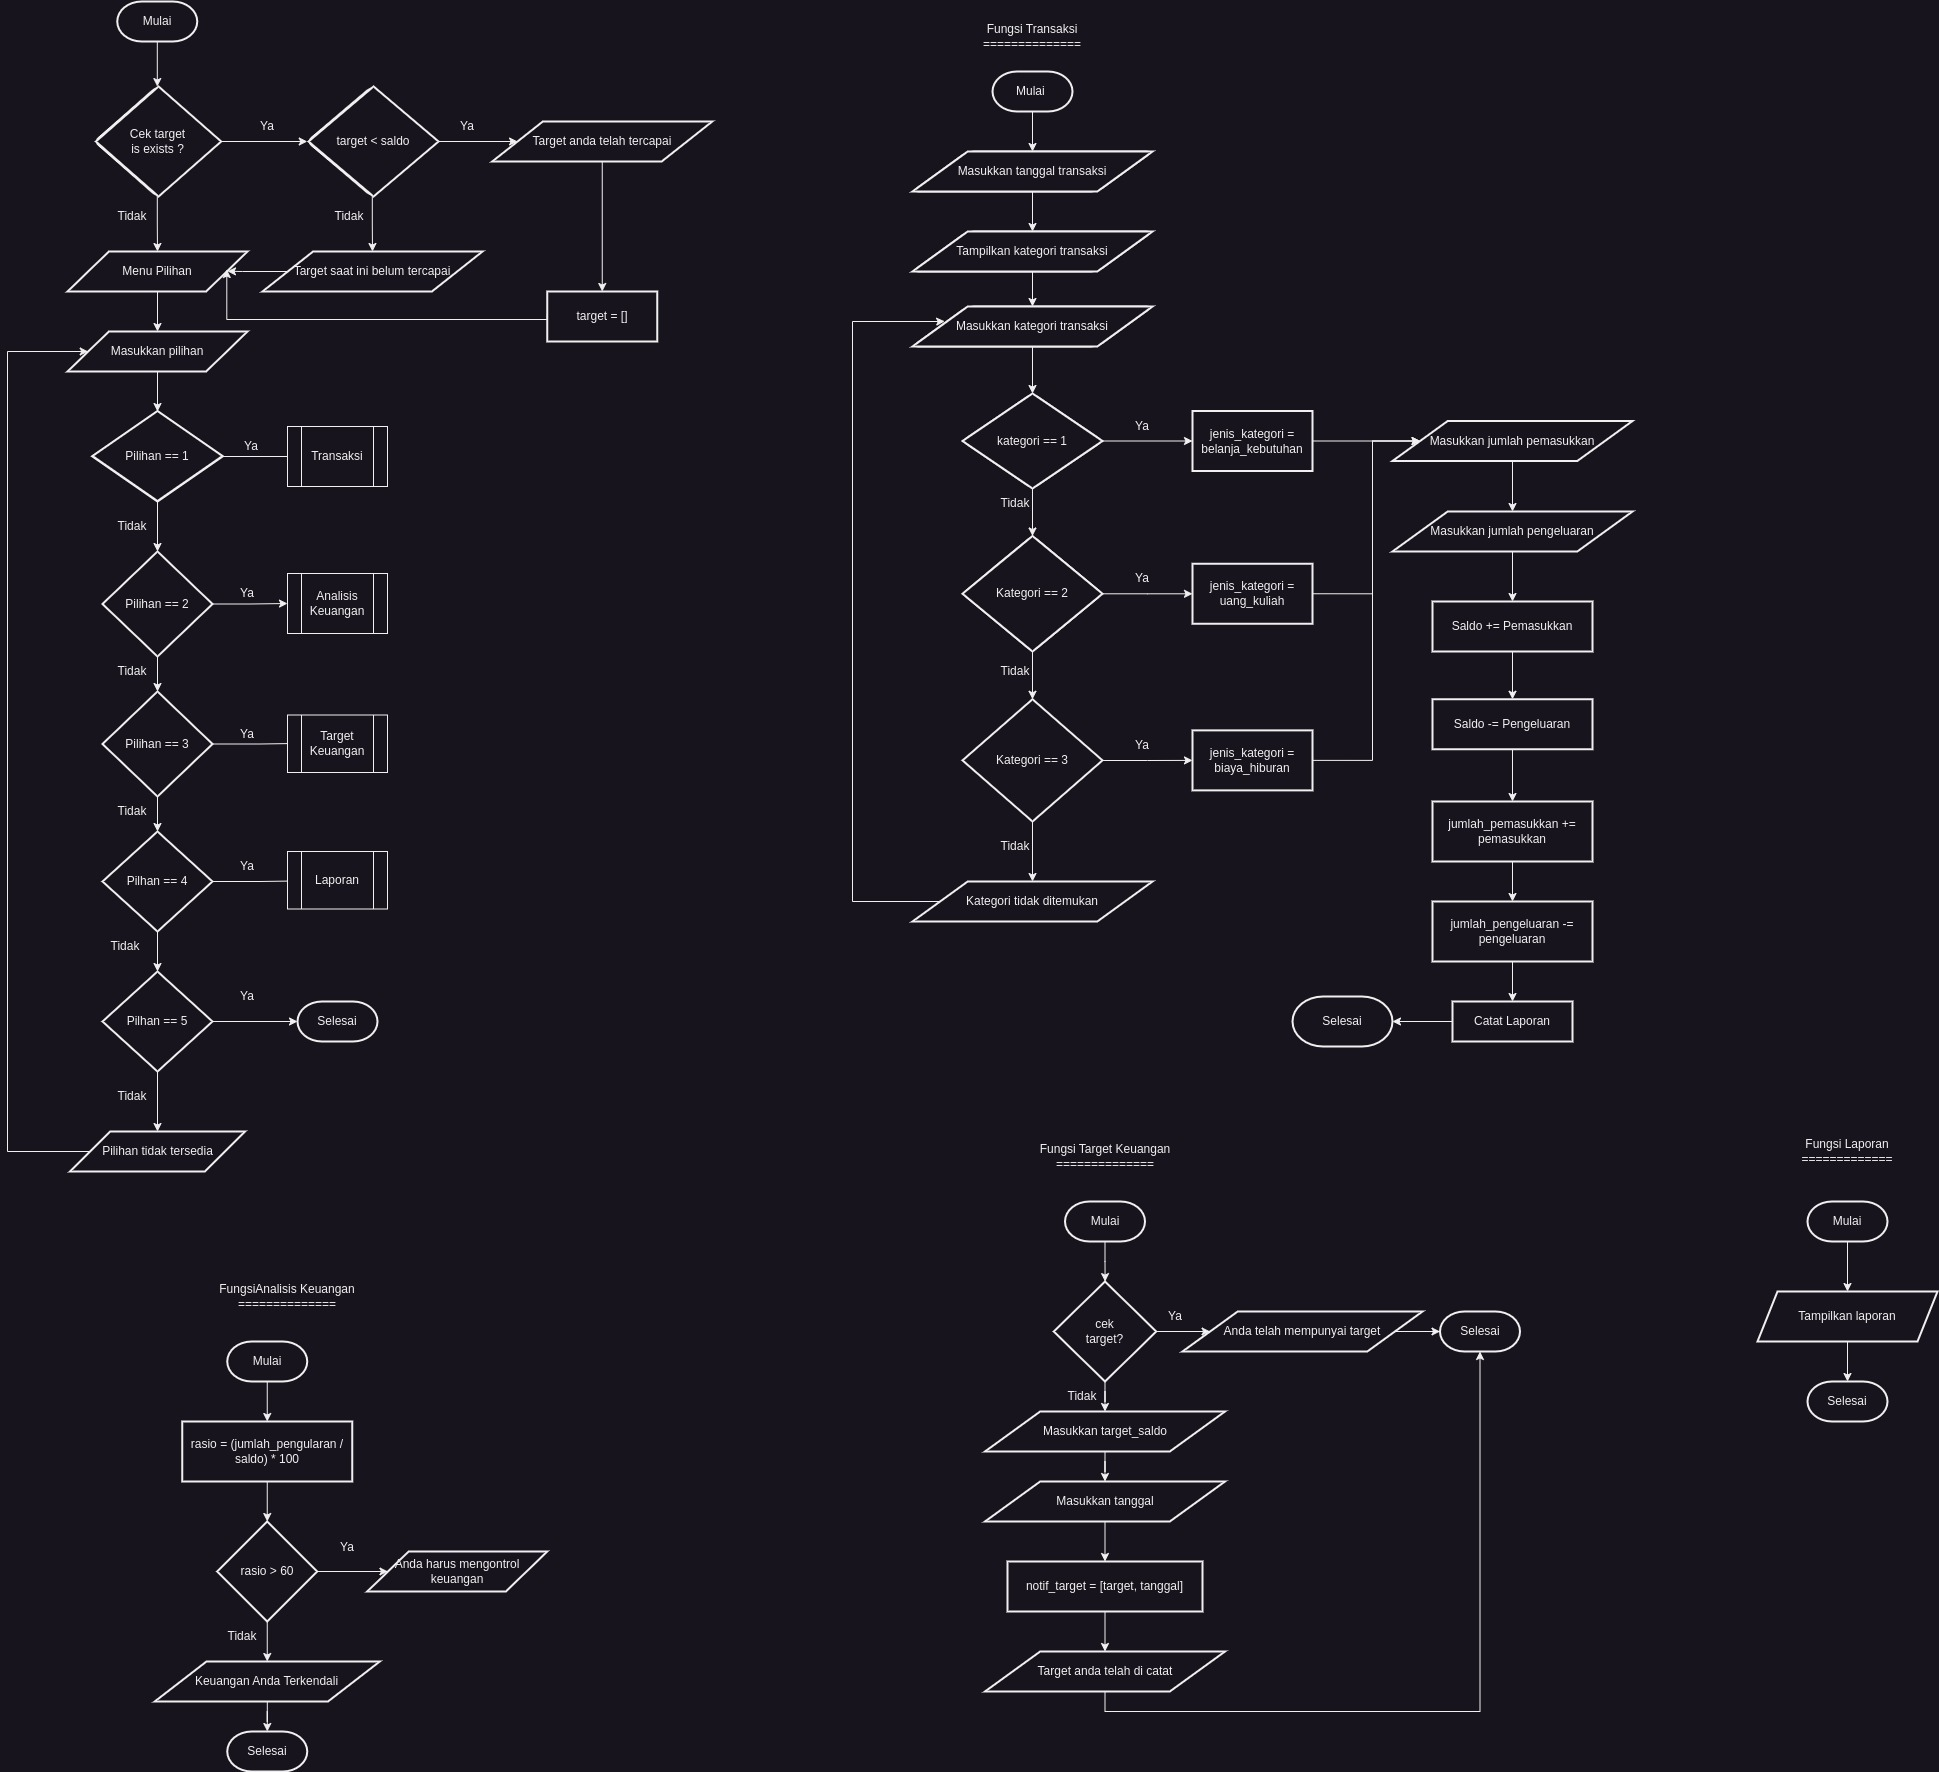 Mulai
Cek target
is exists ?
Ya
target < saldo
Ya
Target anda telah tercapai
Tidak
Tidak
Menu Pilihan
Target saat ini belum tercapai
target = []
Masukkan pilihan
Pilihan == 1
Ya
Transaksi
Tidak
Pilihan == 2
Ya
Analisis
Keuangan
Tidak
Pilihan == 3
Ya
Target
Keuangan
Tidak
Pilhan == 4
Ya
Laporan
Tidak
Pilhan == 5
Ya
Selesai
Tidak
Pilihan tidak tersedia
Fungsi Transaksi
==============
Mulai
Masukkan tanggal transaksi
Tampilkan kategori transaksi
Masukkan kategori transaksi
kategori == 1
Ya
jenis_kategori =
belanja_kebutuhan
Tidak
Kategori == 2
Ya
jenis_kategori =
uang_kuliah
Tidak
Kategori == 3
Ya
jenis_kategori =
biaya_hiburan
Tidak
Kategori tidak ditemukan
Masukkan jumlah pemasukkan
Masukkan jumlah pengeluaran
Saldo += Pemasukkan
Saldo -= Pengeluaran
jumlah_pemasukkan +=
pemasukkan
jumlah_pengeluaran -=
pengeluaran
Catat Laporan
Selesai
FungsiAnalisis Keuangan
==============
Mulai
rasio = (jumlah_pengularan /
saldo) * 100
rasio > 60
Ya
Anda harus mengontrol
keuangan
Tidak
Keuangan Anda Terkendali
Selesai
Fungsi Target Keuangan
==============
Mulai
cek
target?
Ya
Anda telah mempunyai target
Selesai
Tidak
Masukkan target_saldo
Masukkan tanggal
notif_target = [target, tanggal]
Target anda telah di catat
Fungsi Laporan
=============
Mulai
Tampilkan laporan
Selesai